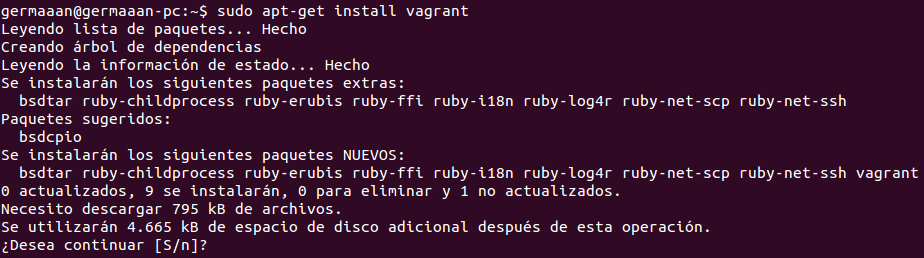 germaaan@germaaan-pc:~$ sudo apt-get install vagrant
Leyendo lista de paquetes... Hecho
Creando árbol de dependencias
Leyendo la información de estado... Hecho
Se instalarán los siguientes paquetes extras:
  bsdtar ruby-childprocess ruby-erubis ruby-ffi ruby-i18n ruby-log4r ruby-net-scp ruby-net-ssh
Paquetes sugeridos:
  bsdcpio
Se instalarán los siguientes paquetes NUEVOS:
  bsdtar ruby-childprocess ruby-erubis ruby-ffi ruby-i18n ruby-log4r ruby-net-scp ruby-net-ssh vagrant
0 actualizados, 9 se instalarán, 0 para eliminar y 1 no actualizados.
Necesito descargar 795 kB de archivos.
Se utilizarán 4.665 kB de espacio de disco adicional después de esta operación.
¿Desea continuar [S/n]?